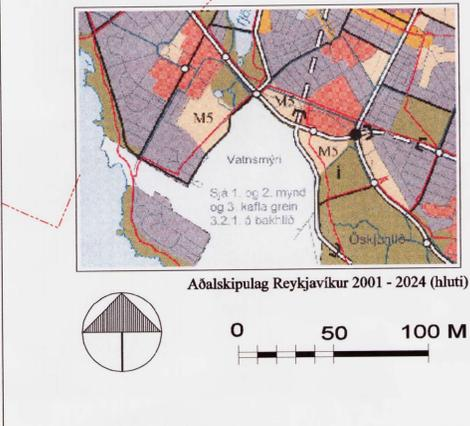 M5
M5
M5
Vatnsmýri
Sjá 1. og 2. mynd
og 3. kafla grein
3.2.1. á bakhlið
Í
Öskjuhlíð
Aðalskipulag Reykjavíkur 2001 - 2024 (hluti)
0 50 100 M